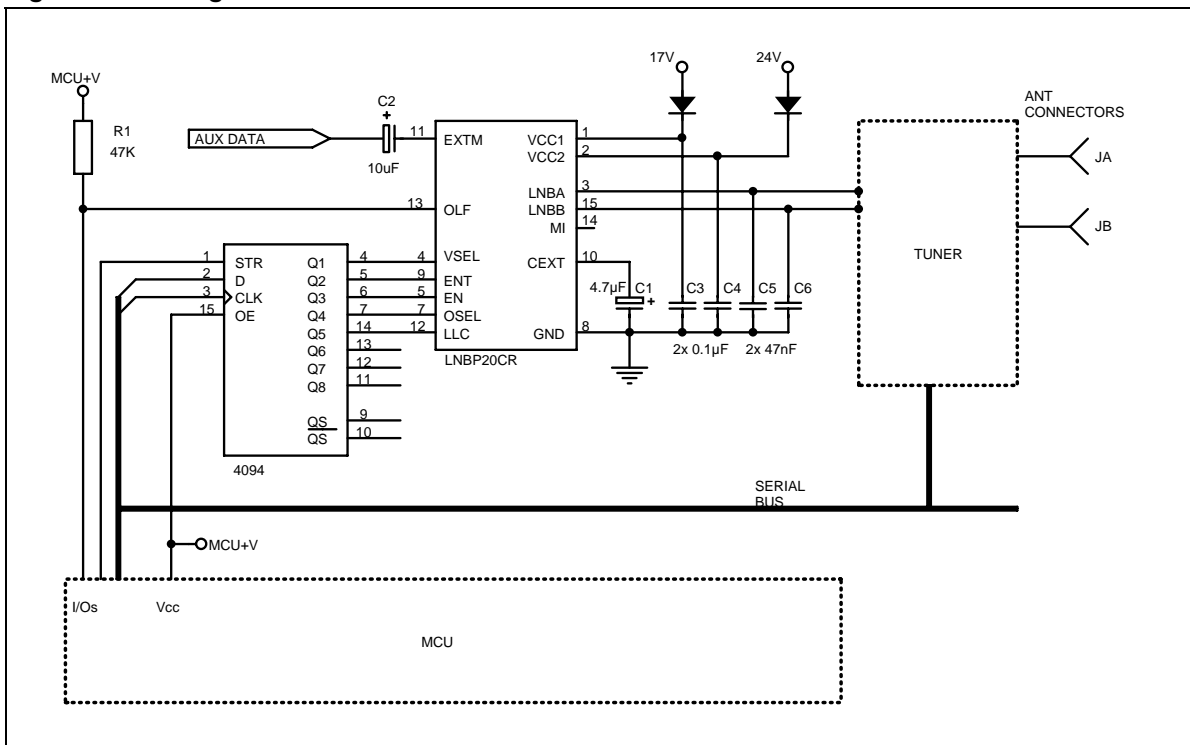 MCU+V
R1
47K
AUX DATA
C2
+
10uF
17V
24V
ANT
CONNECTORS
JA
JB
TUNER
11 EXTM
13 OLF
4 VSEL
9 ENT
5 EN
7 OSEL
12 LLC
VCC1 1
VCC2 2
LNBA 3
LNBB 15
MI 14
CEXT 10
GND 8
LNBP20CR
4.7µF C1
+
C3 C4 C5 C6
2x 0.1µF 2x 47nF
1 STR
2 D
3 CLK
15 OE
Q1 4
Q2 5
Q3 6
Q4 7
Q5 14
Q6 13
Q7 12
Q8 11
QS 9
QS 10
4094
SERIAL
BUS
MCU+V
I/Os Vcc
MCU